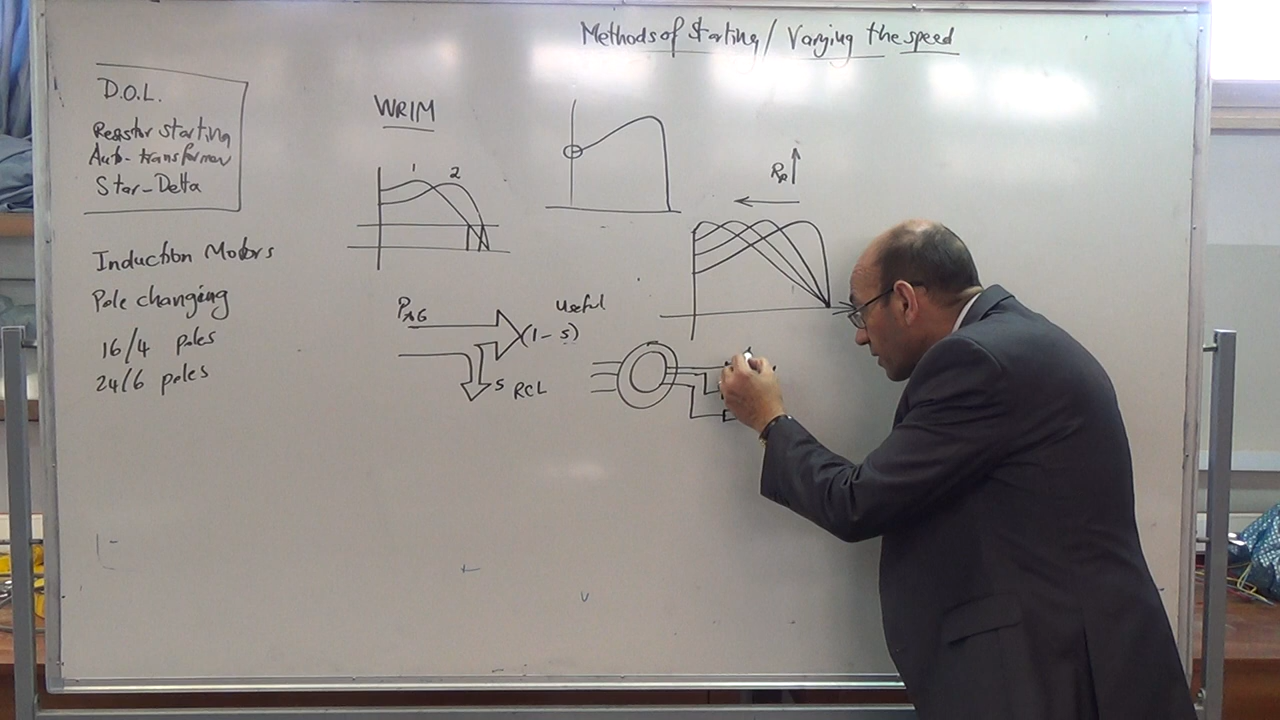 Methods of Starting / Varying the speed
D.O.L.
Resistor starting
Auto-transformer
Star-Delta
Induction Motors
Pole changing
16/4 poles
24/6 poles
WRIM
1 2
PAG
Useful
(1-s)
s RCL
RR